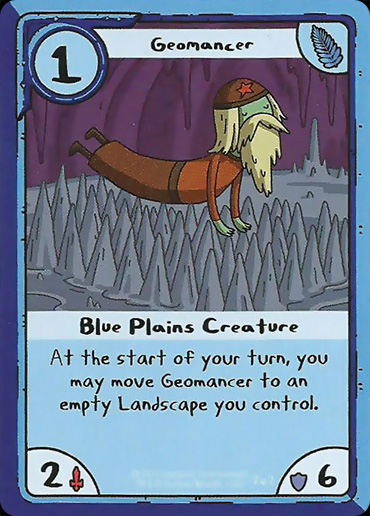 1
Geomancer
Blue Plains Creature
At the start of your turn, you
may move Geomancer to an
empty Landscape you control.
2
6